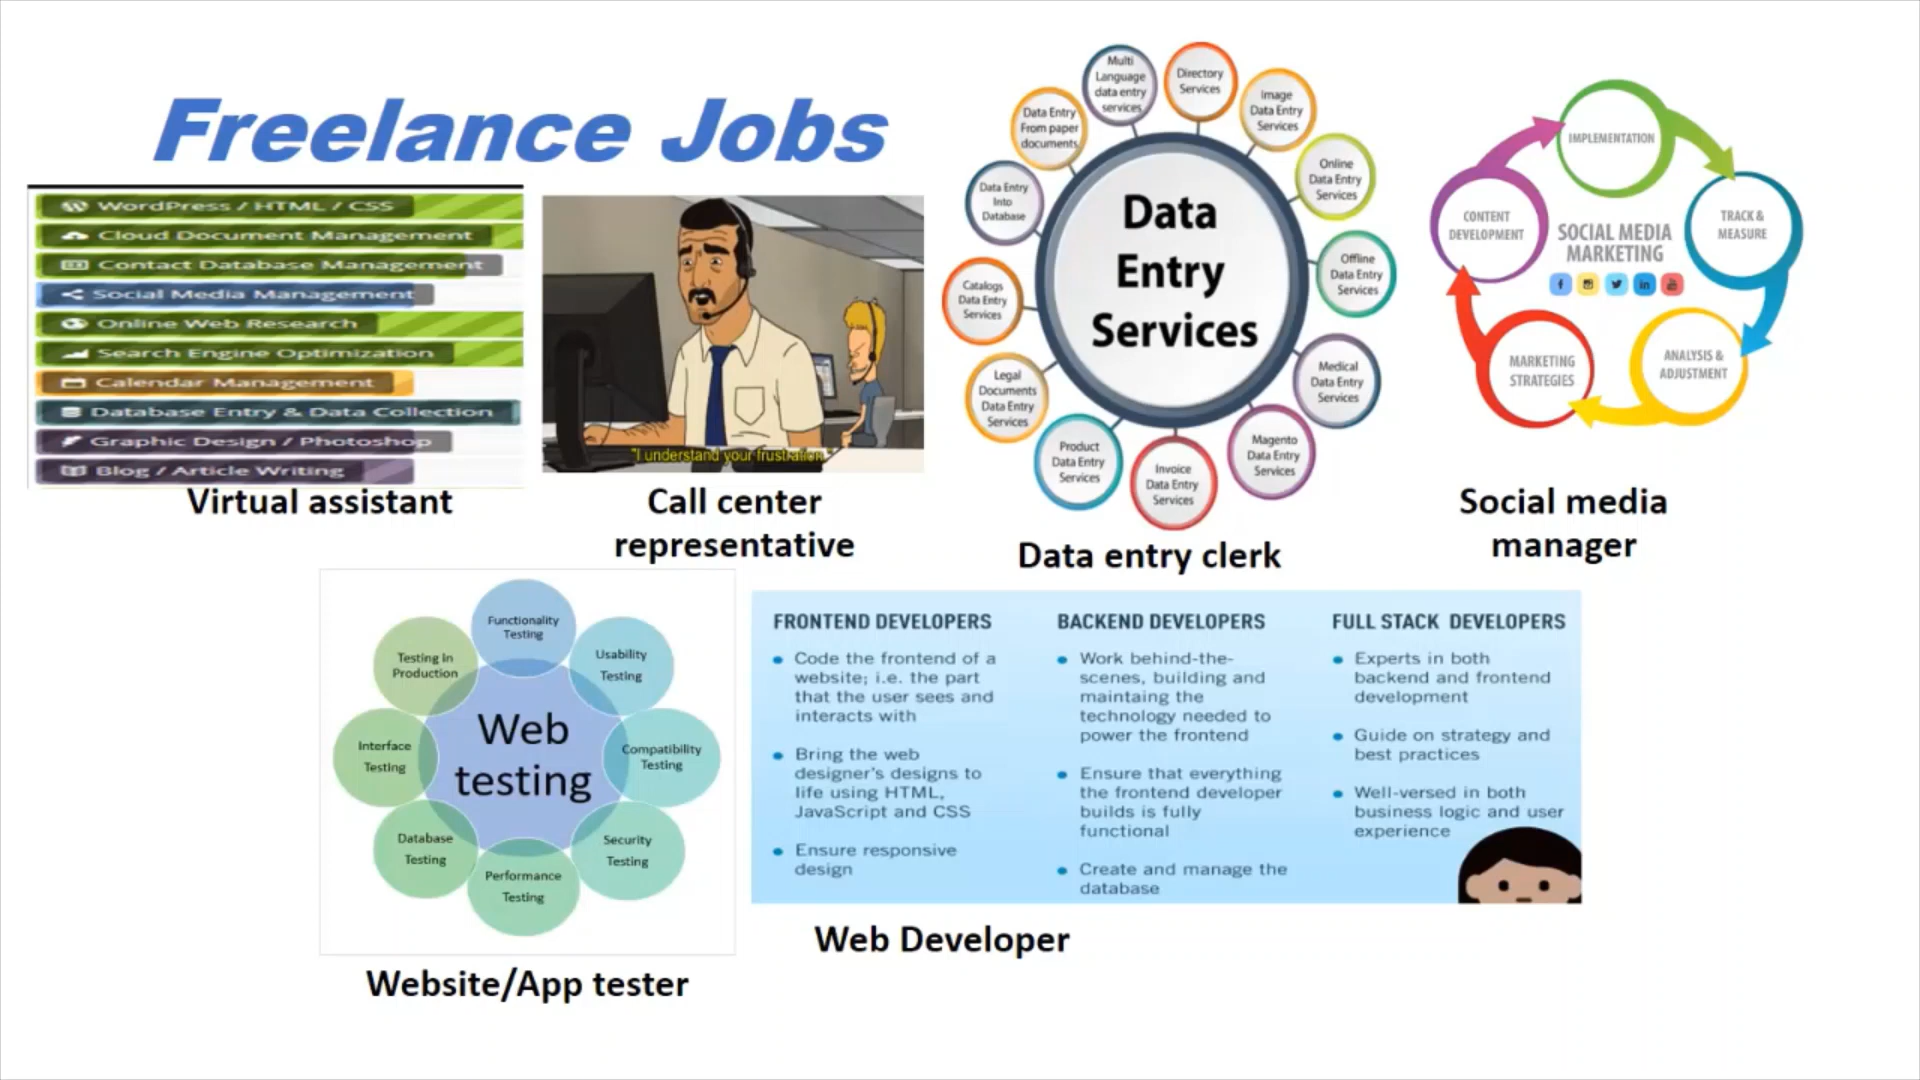 Freelance Jobs
WordPress / HTML / CSS
Cloud Document Management
Contact Database Management
Social Media Management
Online Web Research
Search Engine Optimization
Calendar Management
Database Entry & Data Collection
Graphic Design / Photoshop
Blog / Article Writing
Virtual assistant
"I understand your frustration."
Call center
representative
Data
Entry
Services
Multi
Language
data entry
services
Directory
Services
Image
Data Entry
Services
Online
Data Entry
Services
Offline
Data Entry
Services
Medical
Data Entry
Services
Magento
Data Entry
Services
Invoice
Data Entry
Services
Product
Data Entry
Services
Legal
Documents
Data Entry
Services
Catalogs
Data Entry
Services
Data Entry
Into
Database
Data Entry
From paper
documents
Data entry clerk
SOCIAL MEDIA
MARKETING
IMPLEMENTATION
TRACK &
MEASURE
ANALYSIS &
ADJUSTMENT
MARKETING
STRATEGIES
CONTENT
DEVELOPMENT
Social media
manager
Web
testing
Functionality
Testing
Usability
Testing
Compatibility
Testing
Security
Testing
Performance
Testing
Database
Testing
Interface
Testing
Testing In
Production
Website/App tester
FRONTEND DEVELOPERS
Code the frontend of a
website; i.e. the part
that the user sees and
interacts with
Bring the web
designer's designs to
life using HTML,
JavaScript and CSS
Ensure responsive
design
BACKEND DEVELOPERS
Work behind-the-
scenes, building and
maintaing the
technology needed to
power the frontend
Ensure that everything
the frontend developer
builds is fully
functional
Create and manage the
database
FULL STACK DEVELOPERS
Experts in both
backend and frontend
development
Guide on strategy and
best practices
Well-versed in both
business logic and user
experience
Web Developer